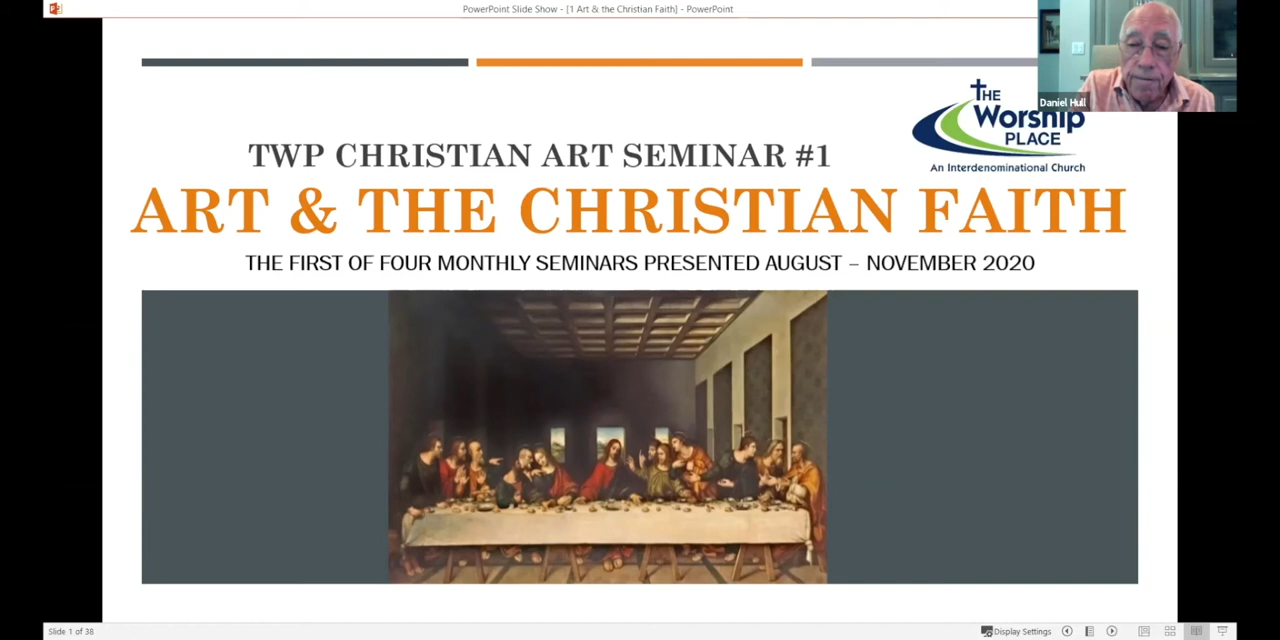 PowerPoint Slide Show - [1 Art & the Christian Faith] - PowerPoint
Daniel Hull
THE
Worship
PLACE
An Interdenominational Church
TWP CHRISTIAN ART SEMINAR #1
ART & THE CHRISTIAN FAITH
THE FIRST OF FOUR MONTHLY SEMINARS PRESENTED AUGUST – NOVEMBER 2020
Slide 1 of 38
Display Settings